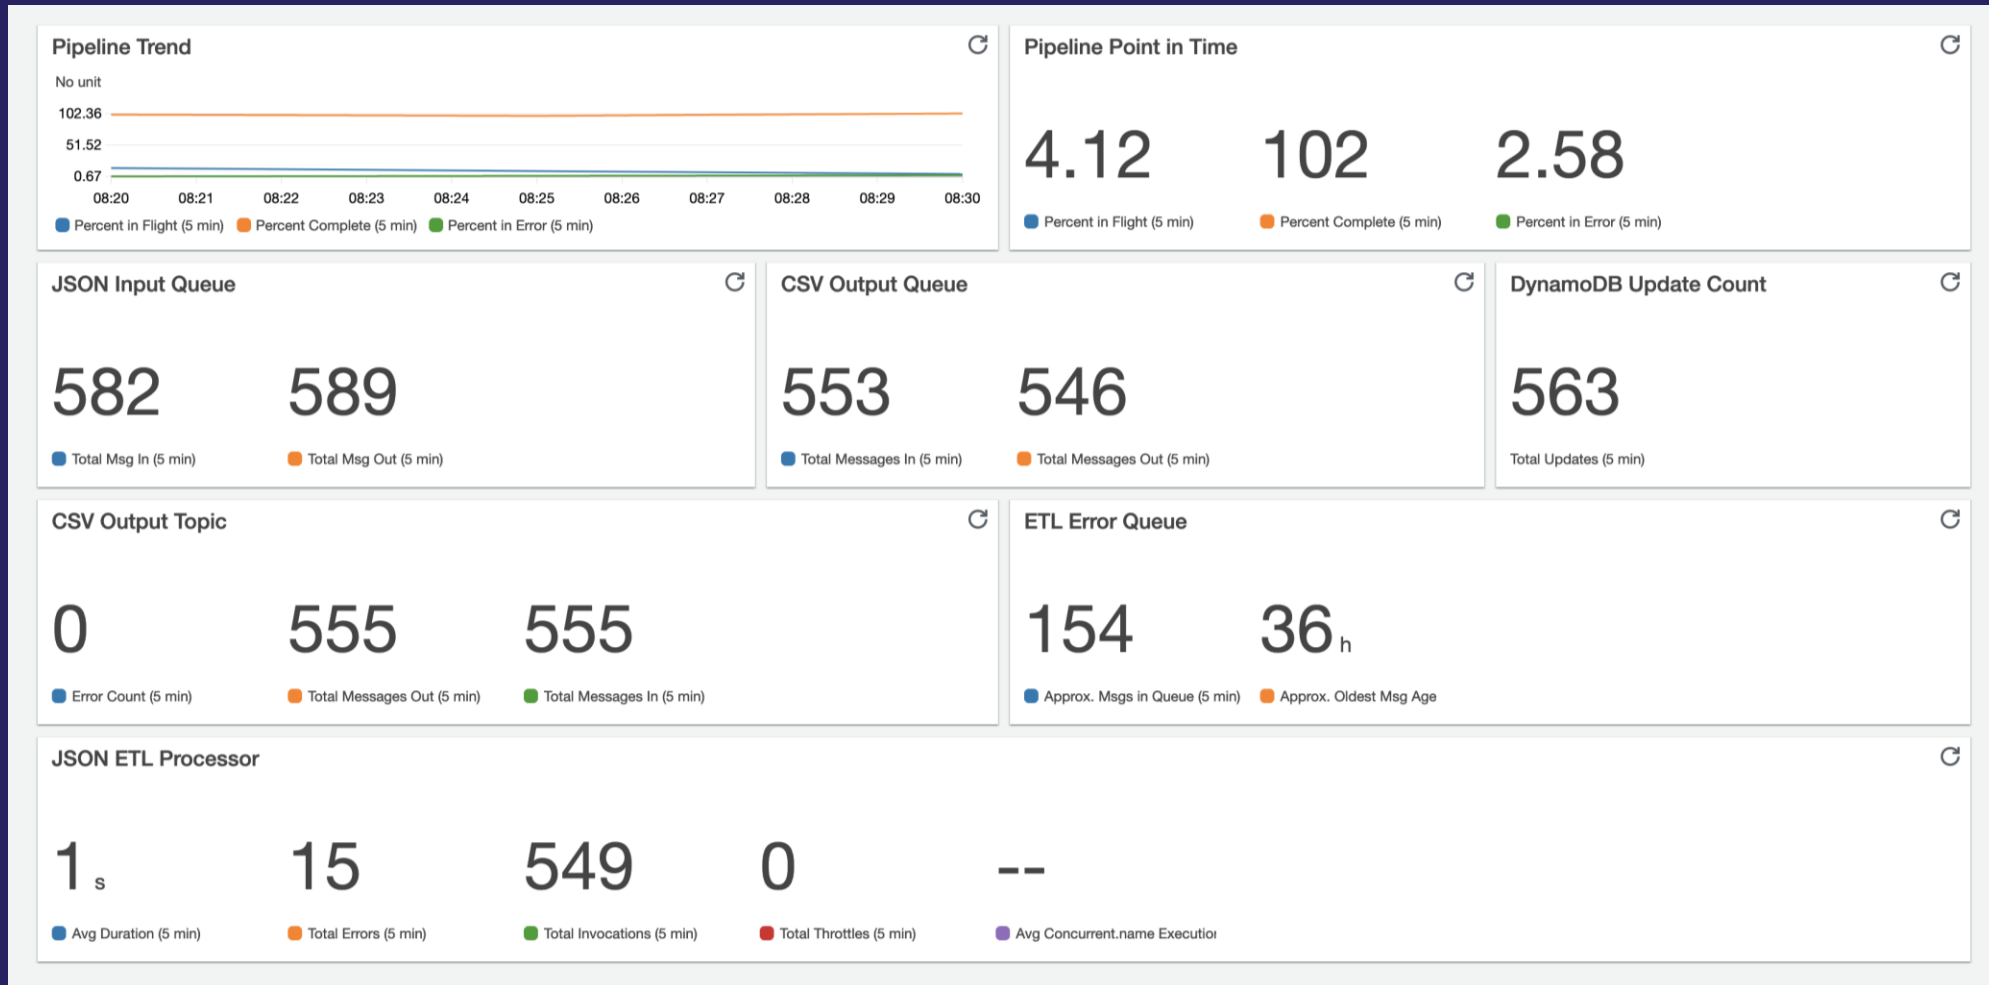 Pipeline Trend
No unit
102.36
51.52
0.67
08:20 08:21 08:22 08:23 08:24 08:25 08:26 08:27 08:28 08:29 08:30
Percent in Flight (5 min) Percent Complete (5 min) Percent in Error (5 min)
Pipeline Point in Time
4.12 102 2.58
Percent in Flight (5 min) Percent Complete (5 min) Percent in Error (5 min)
JSON Input Queue
582 589
Total Msg In (5 min) Total Msg Out (5 min)
CSV Output Queue
553 546
Total Messages In (5 min) Total Messages Out (5 min)
DynamoDB Update Count
563
Total Updates (5 min)
CSV Output Topic
0 555 555
Error Count (5 min) Total Messages Out (5 min) Total Messages In (5 min)
ETL Error Queue
154 36 h
Approx. Msgs in Queue (5 min) Approx. Oldest Msg Age
JSON ETL Processor
1 s 15 549 0 --
Avg Duration (5 min) Total Errors (5 min) Total Invocations (5 min) Total Throttles (5 min) Avg Concurrent.name Execution